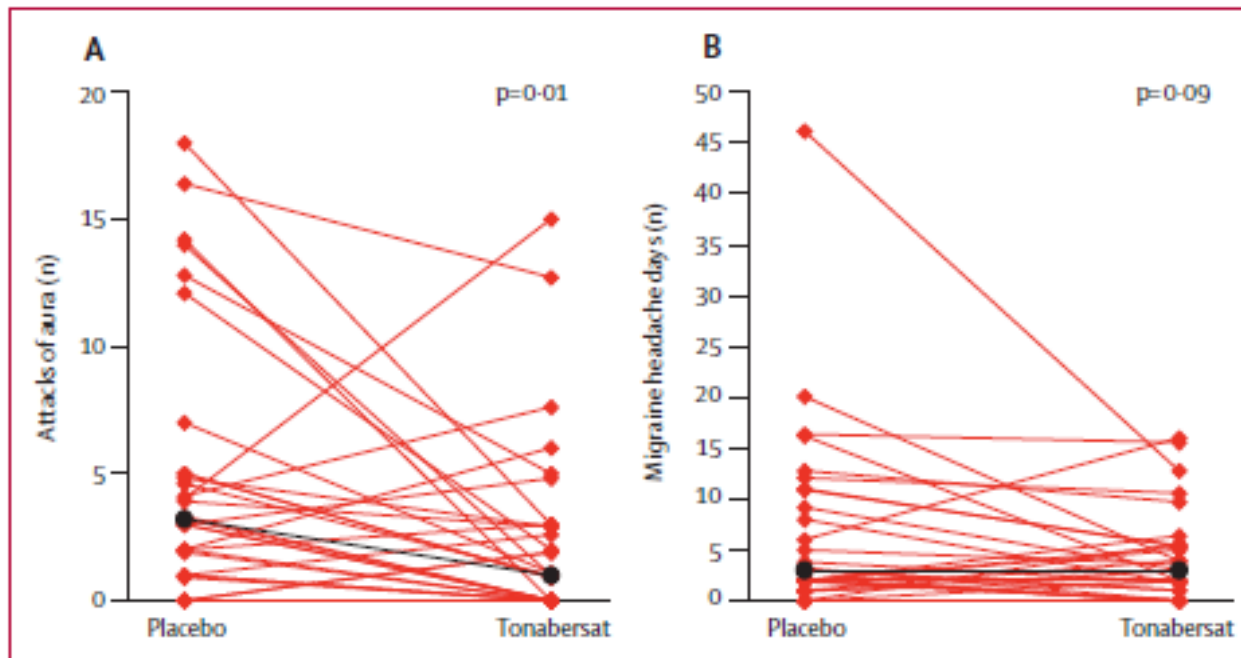 A
p=0·01
Attacks of aura (n)
20
15
10
5
0
Placebo
Tonabersat
B
p=0·09
Migraine headache days (n)
50
45
40
35
30
25
20
15
10
5
0
Placebo
Tonabersat